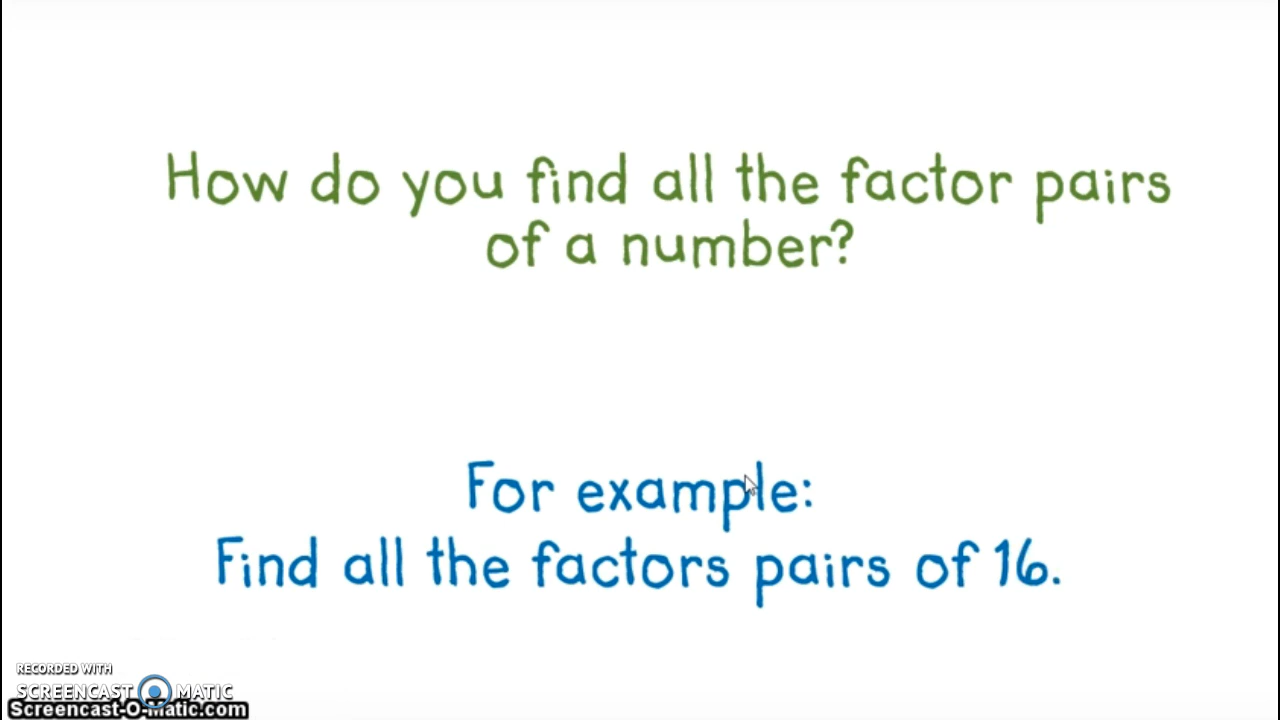 How do you find all the factor pairs
of a number?
For example:
Find all the factors pairs of 16.
RECORDED WITH
SCREENCAST MATIC
Screencast-O-Matic.com